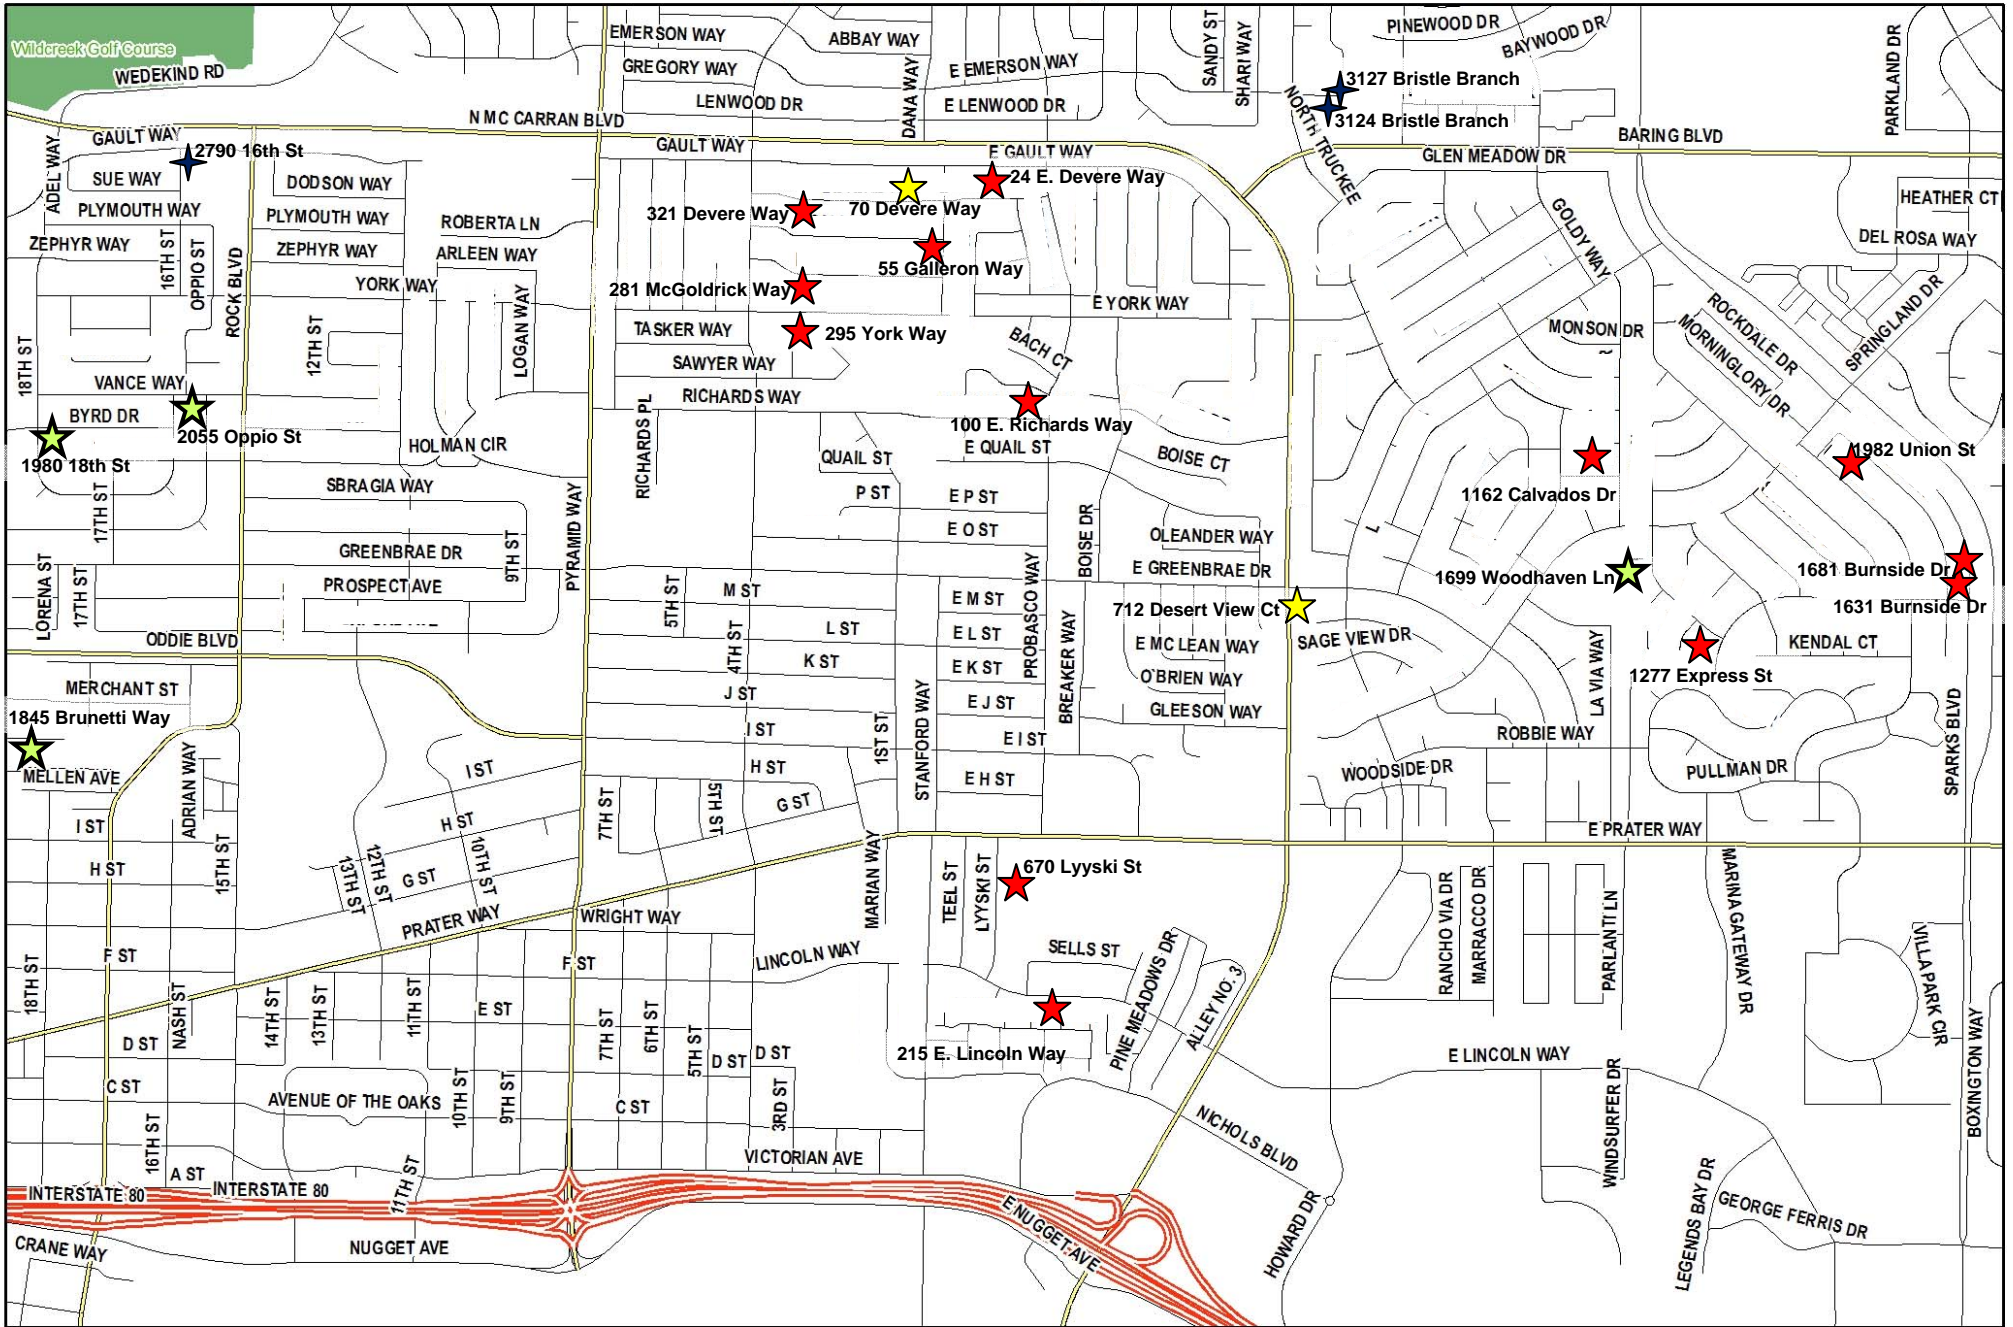 EMERSON WAY
ABBAY WAY
SANDY ST
SHARI WAY
PINEWOOD DR
BAYWOOD DR
PARKLAND DR
Wildcreek Golf Course
WEDEKIND RD
GREGORY WAY
DANA WAY
E EMERSON WAY
3127 Bristle Branch
LENWOOD DR
E LENWOOD DR
NORTH TRUCKEE
3124 Bristle Branch
N MC CARRAN BLVD
BARING BLVD
ADEL WAY
GAULT WAY
GAULT WAY
E GAULT WAY
GLEN MEADOW DR
2790 16th St
SUE WAY
DODSON WAY
24 E. Devere Way
HEATHER CT
PLYMOUTH WAY
PLYMOUTH WAY
ROBERTA LN
321 Devere Way
70 Devere Way
GOLDY WAY
ZEPHYR WAY
16TH ST
OPPIO ST
ROCK BLVD
ZEPHYR WAY
ARLEEN WAY
DEL ROSA WAY
55 Galleron Way
YORK WAY
LOGAN WAY
281 McGoldrick Way
E YORK WAY
ROCKDALE DR
SPRINGLAND DR
12TH ST
TASKER WAY
295 York Way
BACH CT
MONSON DR
MORNINGLORY DR
18TH ST
VANCE WAY
SAWYER WAY
RICHARDS WAY
BYRD DR
2055 Oppio St
HOLMAN CIR
RICHARDS PL
100 E. Richards Way
1980 18th St
QUAIL ST
E QUAIL ST
BOISE CT
1982 Union St
SBRAGIA WAY
P ST
E P ST
1162 Calvados Dr
17TH ST
PYRAMID WAY
E O ST
BOISE DR
OLEANDER WAY
L
GREENBRAE DR
9TH ST
E GREENBRAE DR
1699 Woodhaven Ln
1681 Burnside Dr
LORENA ST
17TH ST
PROSPECT AVE
5TH ST
M ST
E M ST
PROBASCO WAY
712 Desert View Ct
1631 Burnside Dr
ODDIE BLVD
4TH ST
L ST
E L ST
BREAKER WAY
E MC LEAN WAY
SAGE VIEW DR
LA VIA WAY
KENDAL CT
K ST
E K ST
O'BRIEN WAY
1277 Express St
MERCHANT ST
J ST
E J ST
GLEESON WAY
SPARKS BLVD
1845 Brunetti Way
I ST
1ST ST
STANFORD WAY
E I ST
ROBBIE WAY
MELLEN AVE
ADRIAN WAY
I ST
H ST
E H ST
WOODSIDE DR
PULLMAN DR
I ST
H ST
7TH ST
5TH ST
G ST
E PRATER WAY
H ST
15TH ST
13TH ST
12TH ST
G ST
10TH ST
MARIAN WAY
TEEL ST
LYYSKI ST
670 Lyyski St
RANCHO VIA DR
MARRACCO DR
PARLANTI LN
MARINA GATEWAY DR
PRATER WAY
WRIGHT WAY
F ST
F ST
LINCOLN WAY
SELLS ST
PINE MEADOWS DR
ALLEY NO. 3
VILLA PARK CIR
18TH ST
NASH ST
14TH ST
13TH ST
11TH ST
E ST
7TH ST
6TH ST
5TH ST
D ST
D ST
D ST
215 E. Lincoln Way
E LINCOLN WAY
BOXINGTON WAY
C ST
AVENUE OF THE OAKS
10TH ST
9TH ST
C ST
3RD ST
NICHOLS BLVD
WINDSURFER DR
16TH ST
A ST
VICTORIAN AVE
INTERSTATE 80
INTERSTATE 80
11TH ST
E NUGGET AVE
HOWARD DR
LEGENDS BAY DR
GEORGE FERRIS DR
CRANE WAY
NUGGET AVE